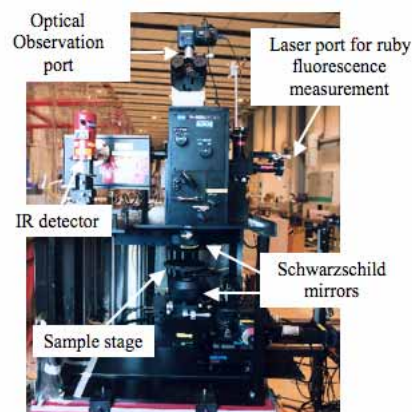 Optical
Observation
port
Laser port for ruby
fluorescence
measurement
IR detector
Schwarzschild
mirrors
Sample stage